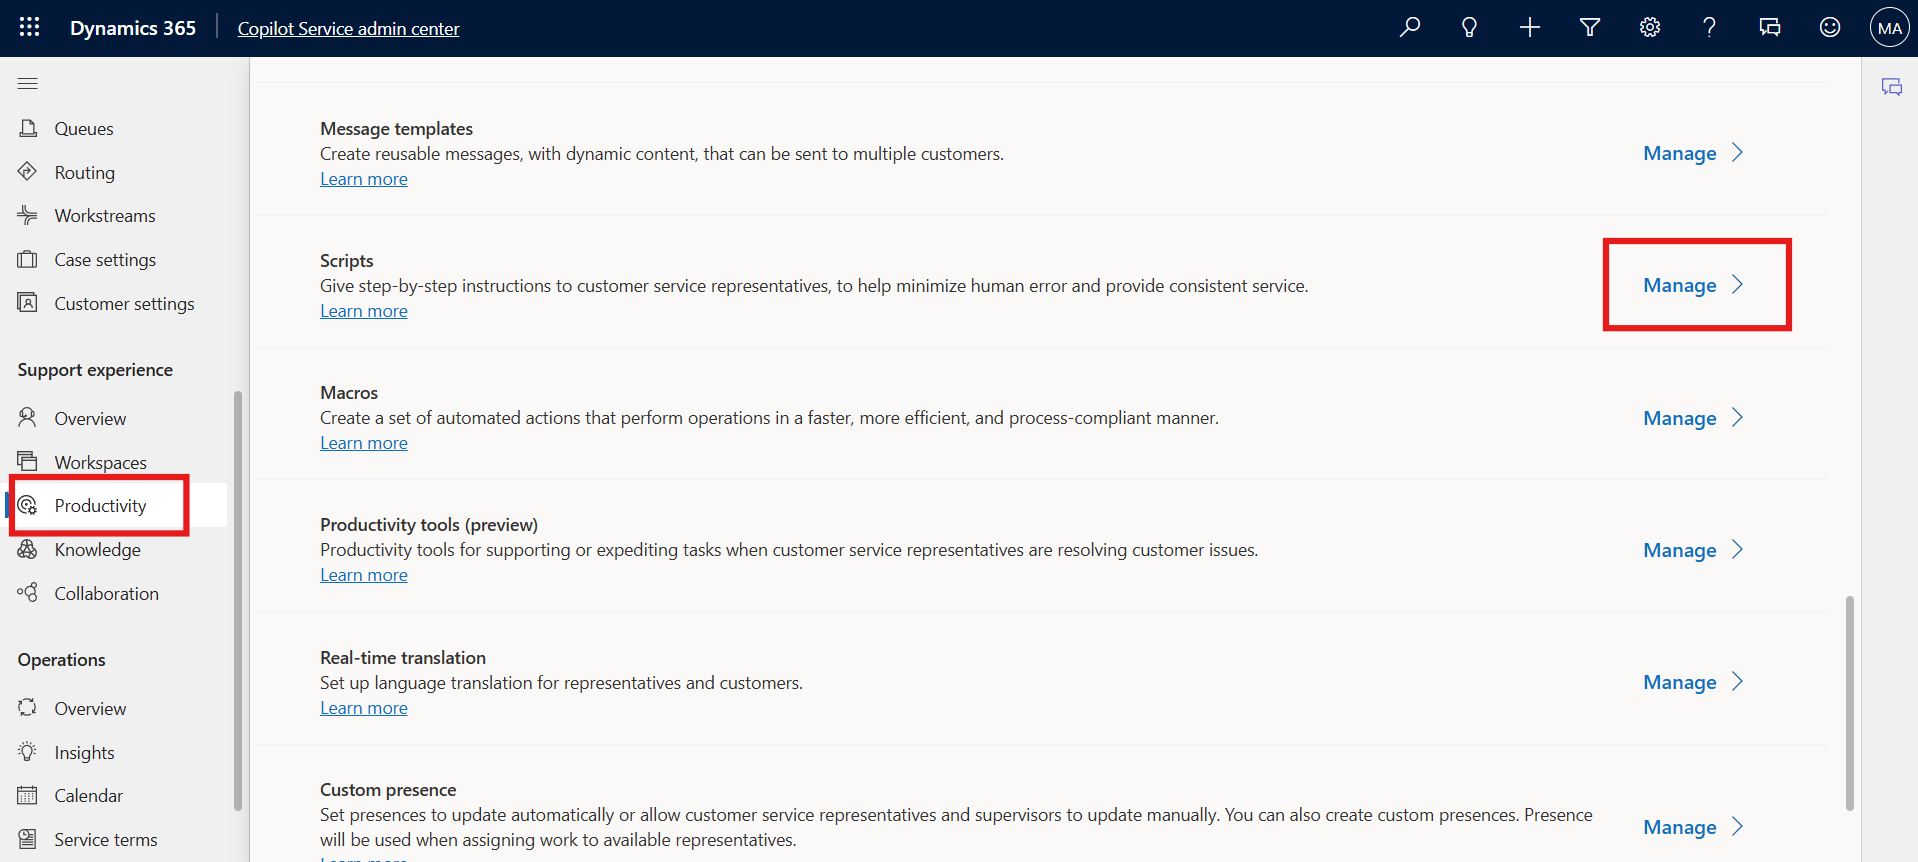 Dynamics 365
Copilot Service admin center
MA
Queues
Routing
Workstreams
Case settings
Customer settings
Support experience
Overview
Workspaces
Productivity
Knowledge
Collaboration
Operations
Overview
Insights
Calendar
Service terms
Message templates
Create reusable messages, with dynamic content, that can be sent to multiple customers.
Learn more
Manage
Scripts
Give step-by-step instructions to customer service representatives, to help minimize human error and provide consistent service.
Learn more
Manage
Macros
Create a set of automated actions that perform operations in a faster, more efficient, and process-compliant manner.
Learn more
Manage
Productivity tools (preview)
Productivity tools for supporting or expediting tasks when customer service representatives are resolving customer issues.
Learn more
Manage
Real-time translation
Set up language translation for representatives and customers.
Learn more
Manage
Custom presence
Set presences to update automatically or allow customer service representatives and supervisors to update manually. You can also create custom presences. Presence
will be used when assigning work to available representatives.
Manage